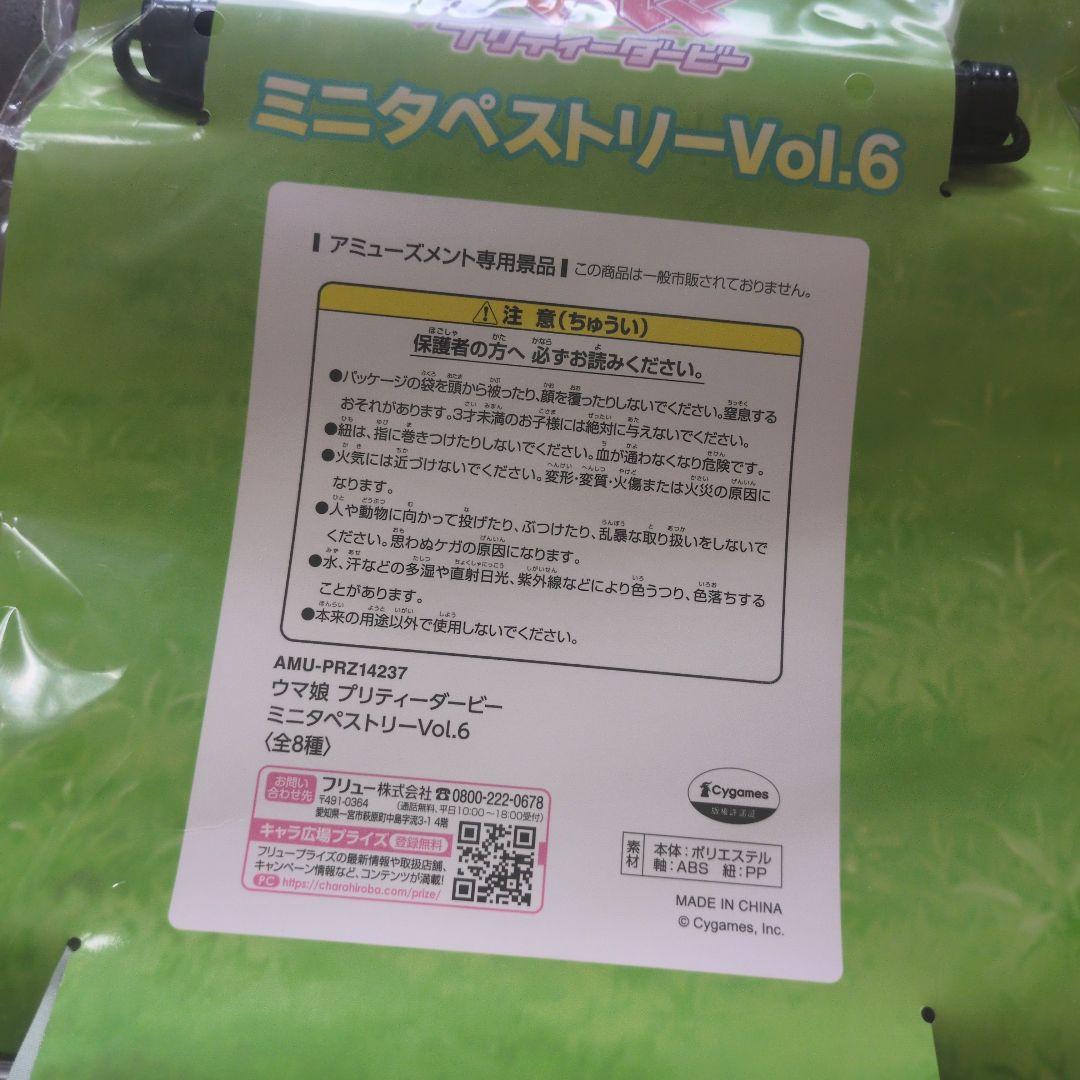 プリティーダービー
ミニタペストリーVol.6
アミューズメント専用景品 この商品は一般市販されておりません。
注 意(ちゅうい)
保護者の方へ 必ずお読みください。
●パッケージの袋を頭から被ったり、顔を覆ったりしないでください。窒息する
おそれがあります。3才未満のお子様には絶対に与えないでください。
●紐は、指に巻きつけたりしないでください。血が通わなくなり危険です。
●火気には近づけないでください。変形・変質・火傷または火災の原因に
なります。
●人や動物に向かって投げたり、ぶつけたり、乱暴な取り扱いをしないで
ください。思わぬケガの原因になります。
●水、汗などの多湿や直射日光、紫外線などにより色うつり、色落ちする
ことがあります。
●本来の用途以外で使用しないでください。
AMU-PRZ14237
ウマ娘 プリティーダービー
ミニタペストリーVol.6
〈全8種〉
お問い合わせ先 フリュー株式会社 ☎0800-222-0678
〒491-0364 (通話無料、平日10:00~18:00受付)
愛知県一宮市萩原町中島字流3-1 4階
キャラ広場プライズ 登録無料
フリュープライズの最新情報や取扱店舗、
キャンペーン情報など、コンテンツが満載!
PC https://charahiroba.com/prize/
Cygames
版権許諾証
素材 本体:ポリエステル
軸:ABS 紐:PP
MADE IN CHINA
© Cygames, Inc.